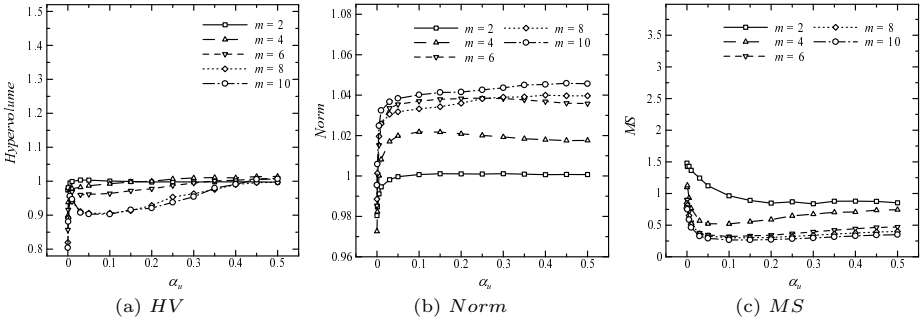 1.5
1.4
1.3
1.2
1.1
1
0.9
0.8
Hypervolume
m = 2
m = 4
m = 6
m = 8
m = 10
0 0.1 0.2 0.3 0.4 0.5
αu
(a) HV
1.08
1.06
1.04
1.02
1
0.98
0.96
Norm
m = 2 m = 8
m = 4 m = 10
m = 6
0 0.1 0.2 0.3 0.4 0.5
αu
(b) Norm
3.5
3
2.5
2
1.5
1
0.5
0
MS
m = 2 m = 8
m = 4 m = 10
m = 6
0 0.1 0.2 0.3 0.4 0.5
αu
(c) MS